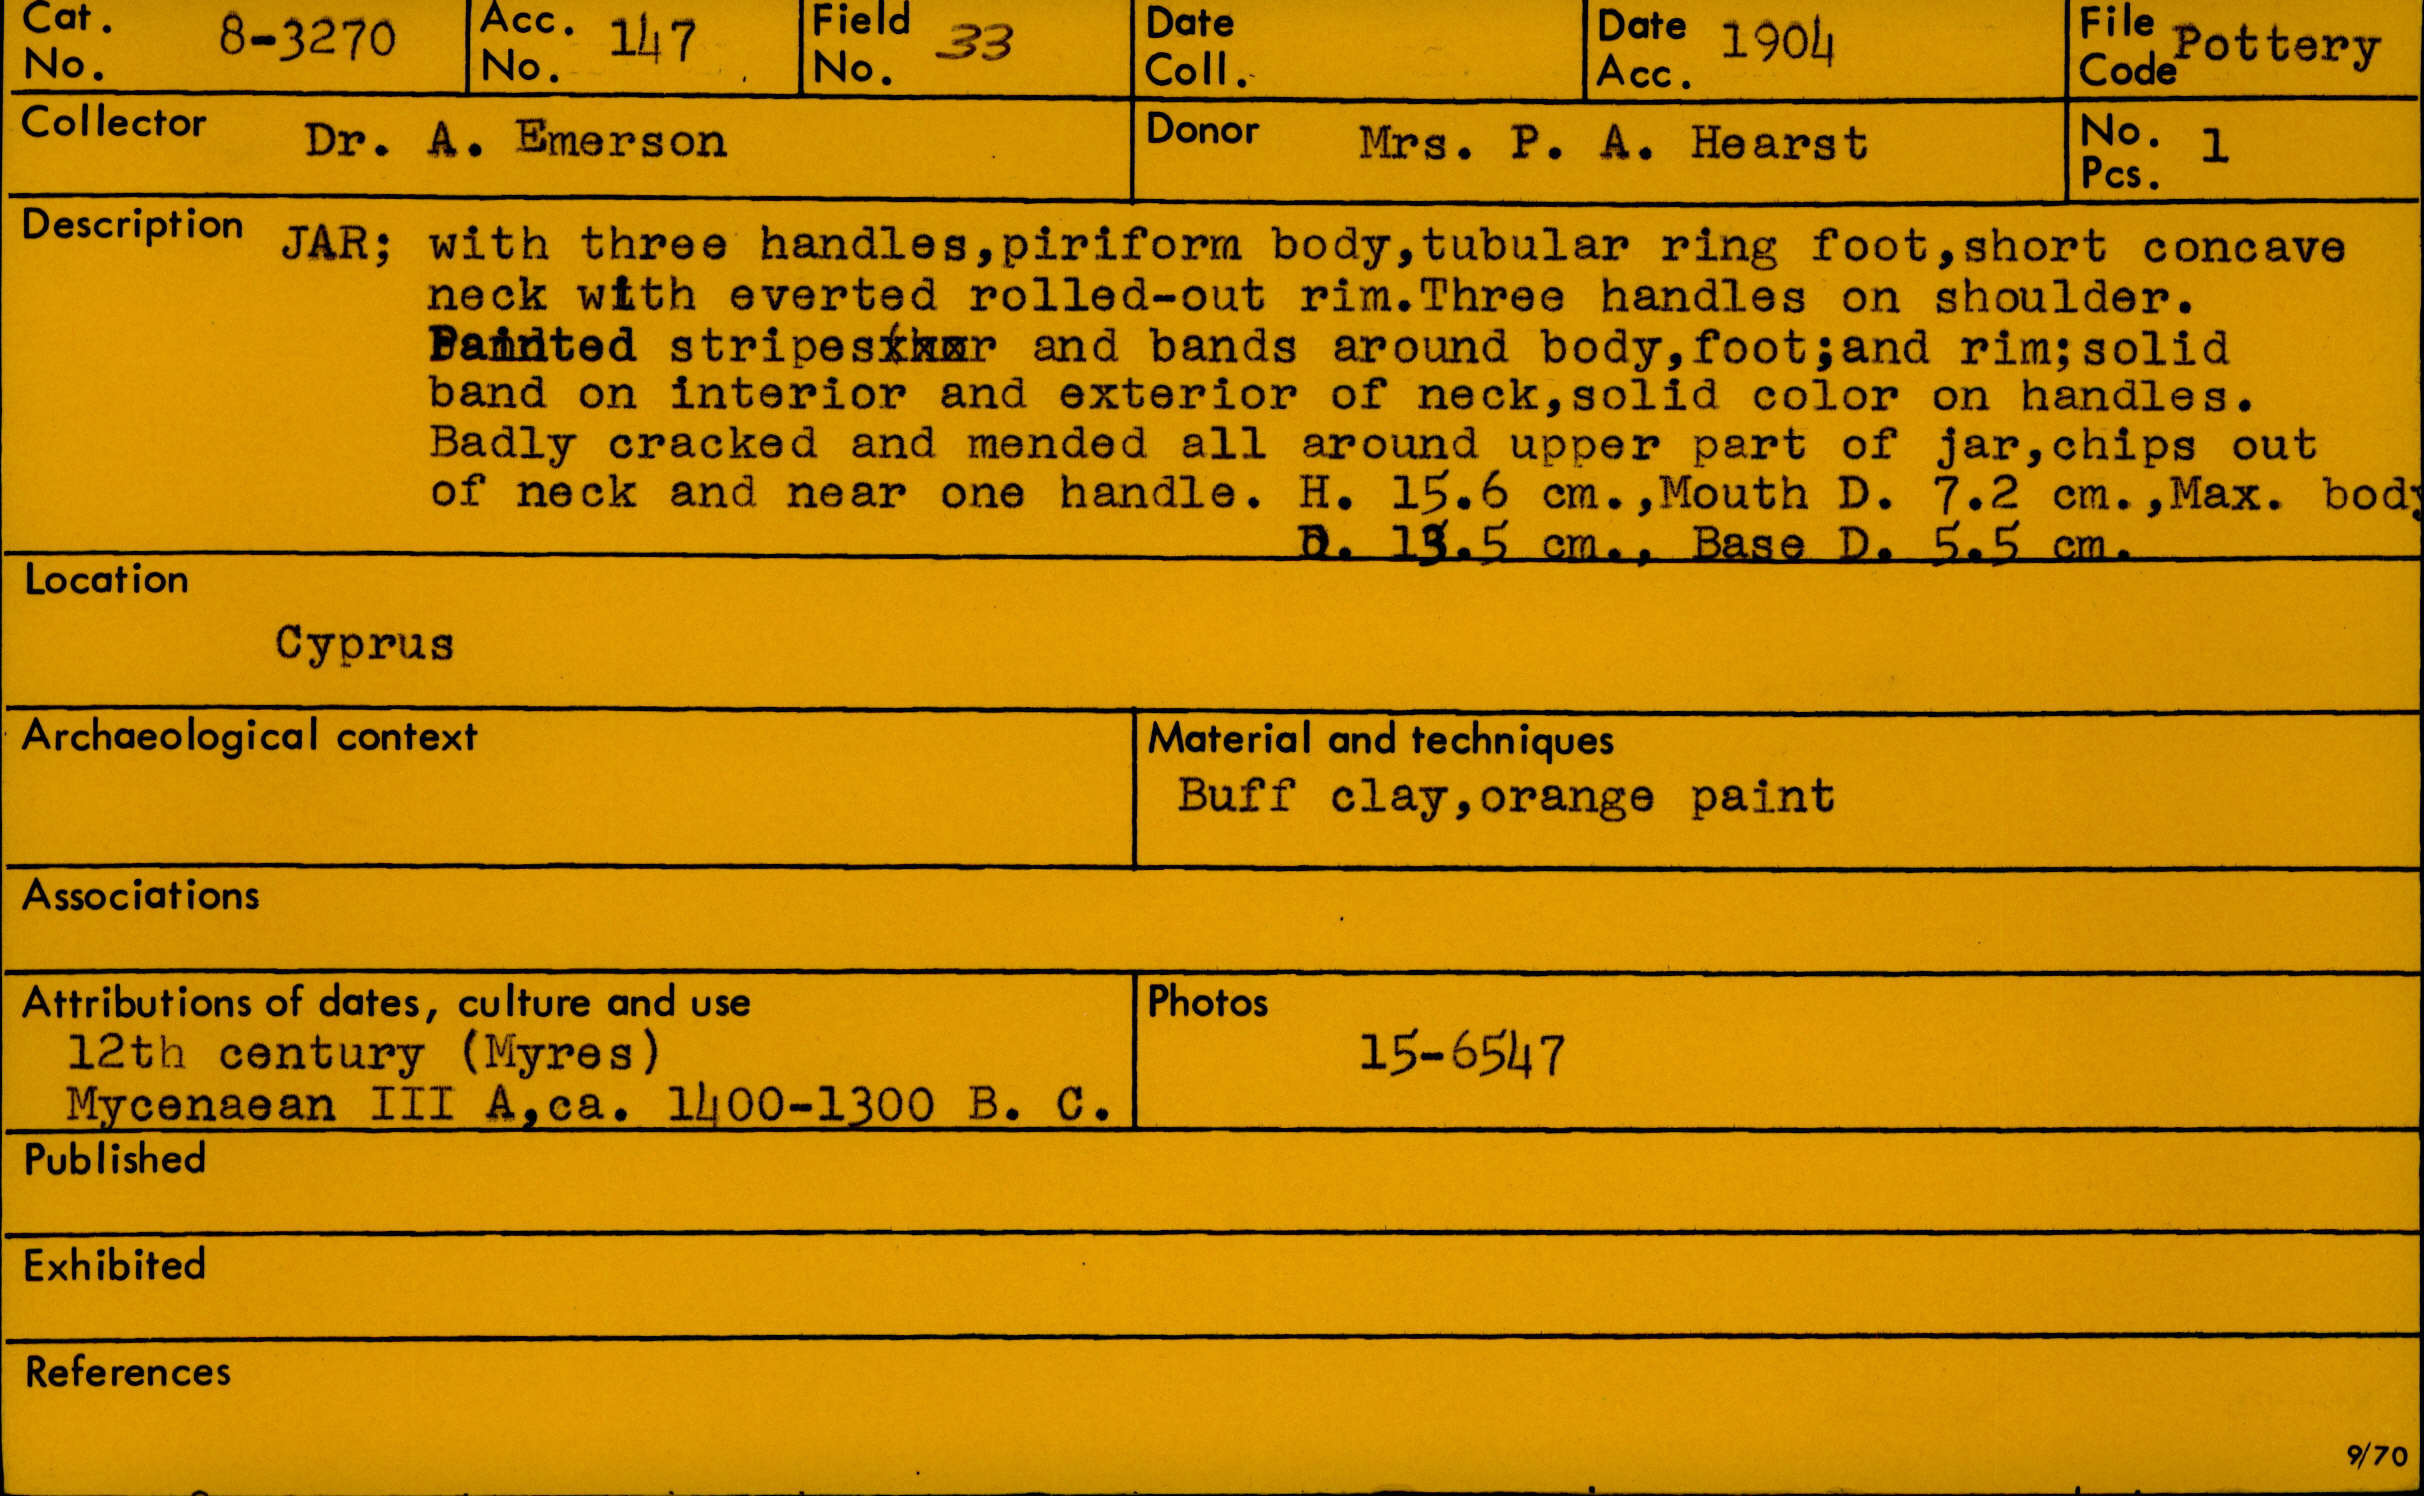 Cat. No. 8-3270 Acc. No. 147 Field No. 33 Date Coll. Date Acc. 1904 File Code Pottery
Collector Dr. A. Emerson Donor Mrs. P. A. Hearst No. Pcs. 1
Description JAR; with three handles,piriform body,tubular ring foot,short concave
neck with everted rolled-out rim.Three handles on shoulder.
Painted stripes and bands around body,foot;and rim;solid
band on interior and exterior of neck,solid color on handles.
Badly cracked and mended all around upper part of jar,chips out
of neck and near one handle. H. 15.6 cm.,Mouth D. 7.2 cm.,Max. body
D. 13.5 cm., Base D. 5.5 cm.
Location
Cyprus
Archaeological context Material and techniques
Buff clay,orange paint
Associations
Attributions of dates, culture and use Photos
12th century (Myres) 15-6547
Mycenaean III A,ca. 1400-1300 B. C.
Published
Exhibited
References
9/70